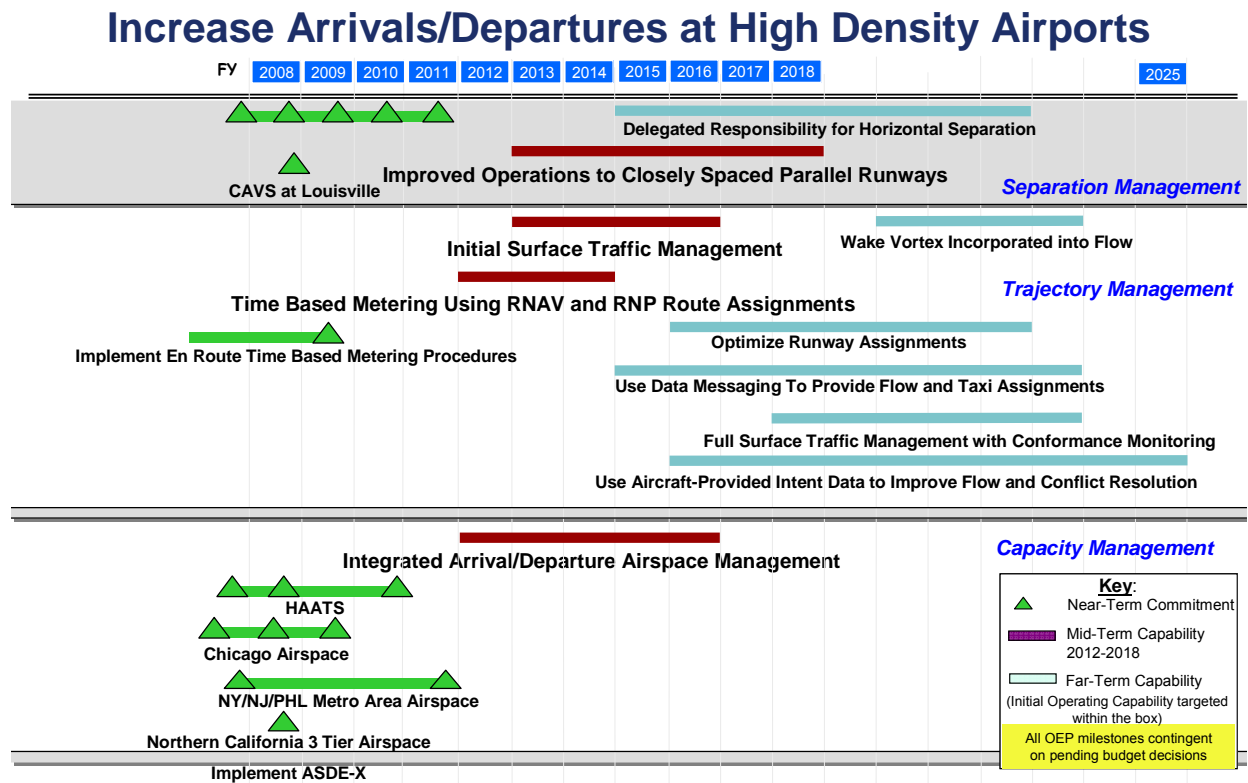 Increase Arrivals/Departures at High Density Airports
FY 2008 2009 2010 2011 2012 2013 2014 2015 2016 2017 2018 2025
Delegated Responsibility for Horizontal Separation
Improved Operations to Closely Spaced Parallel Runways
CAVS at Louisville
Separation Management
Initial Surface Traffic Management
Wake Vortex Incorporated into Flow
Time Based Metering Using RNAV and RNP Route Assignments
Trajectory Management
Implement En Route Time Based Metering Procedures
Optimize Runway Assignments
Use Data Messaging To Provide Flow and Taxi Assignments
Full Surface Traffic Management with Conformance Monitoring
Use Aircraft-Provided Intent Data to Improve Flow and Conflict Resolution
Integrated Arrival/Departure Airspace Management
Capacity Management
HAATS
Chicago Airspace
NY/NJ/PHL Metro Area Airspace
Northern California 3 Tier Airspace
Implement ASDE-X
Key:
Near-Term Commitment
Mid-Term Capability
2012-2018
Far-Term Capability
(Initial Operating Capability targeted
within the box)
All OEP milestones contingent
on pending budget decisions